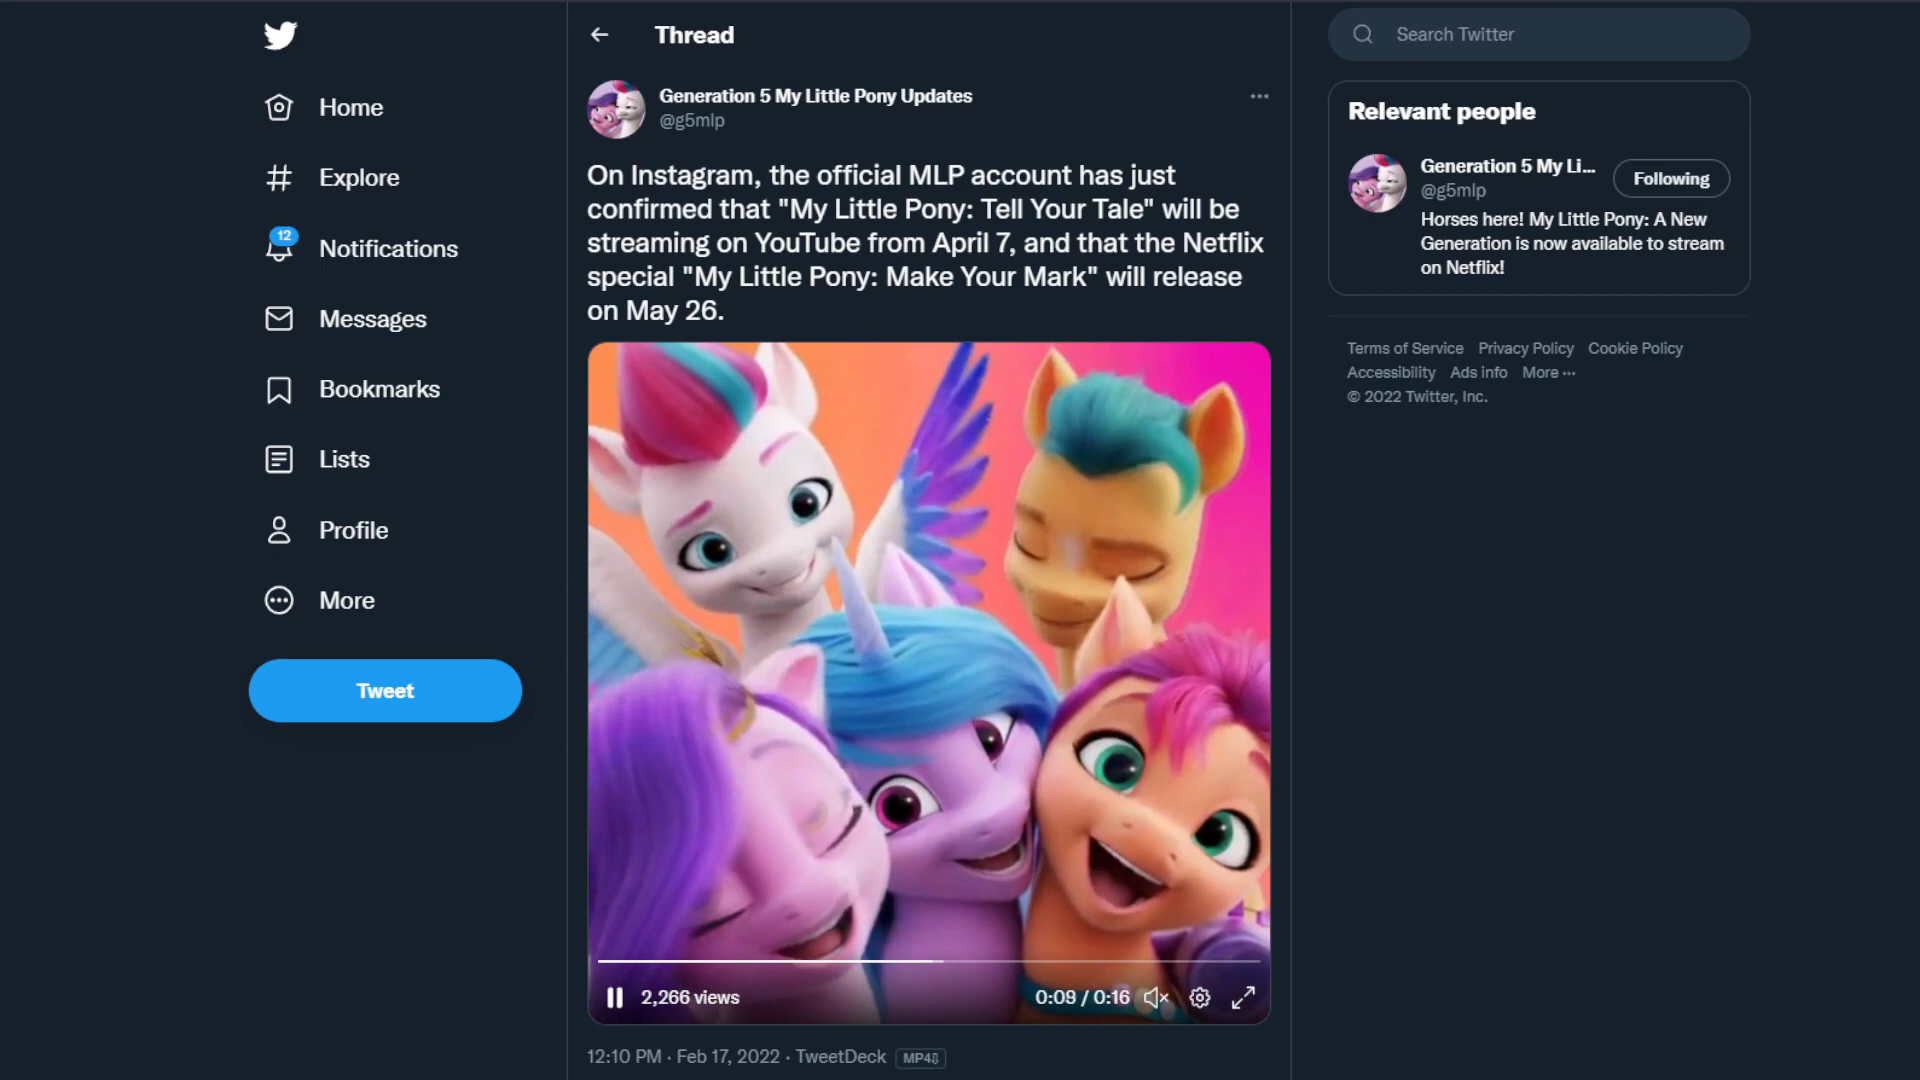 Home
Explore
12
Notifications
Messages
Bookmarks
Lists
Profile
More
Tweet
Thread
Generation 5 My Little Pony Updates
@g5mlp
On Instagram, the official MLP account has just
confirmed that "My Little Pony: Tell Your Tale" will be
streaming on YouTube from April 7, and that the Netflix
special "My Little Pony: Make Your Mark" will release
on May 26.
2,266 views
0:09 / 0:16
12:10 PM · Feb 17, 2022 · TweetDeck MP4⇩
Search Twitter
Relevant people
Generation 5 My Li...
@g5mlp
Following
Horses here! My Little Pony: A New
Generation is now available to stream
on Netflix!
Terms of Service Privacy Policy Cookie Policy
Accessibility Ads info More ···
© 2022 Twitter, Inc.